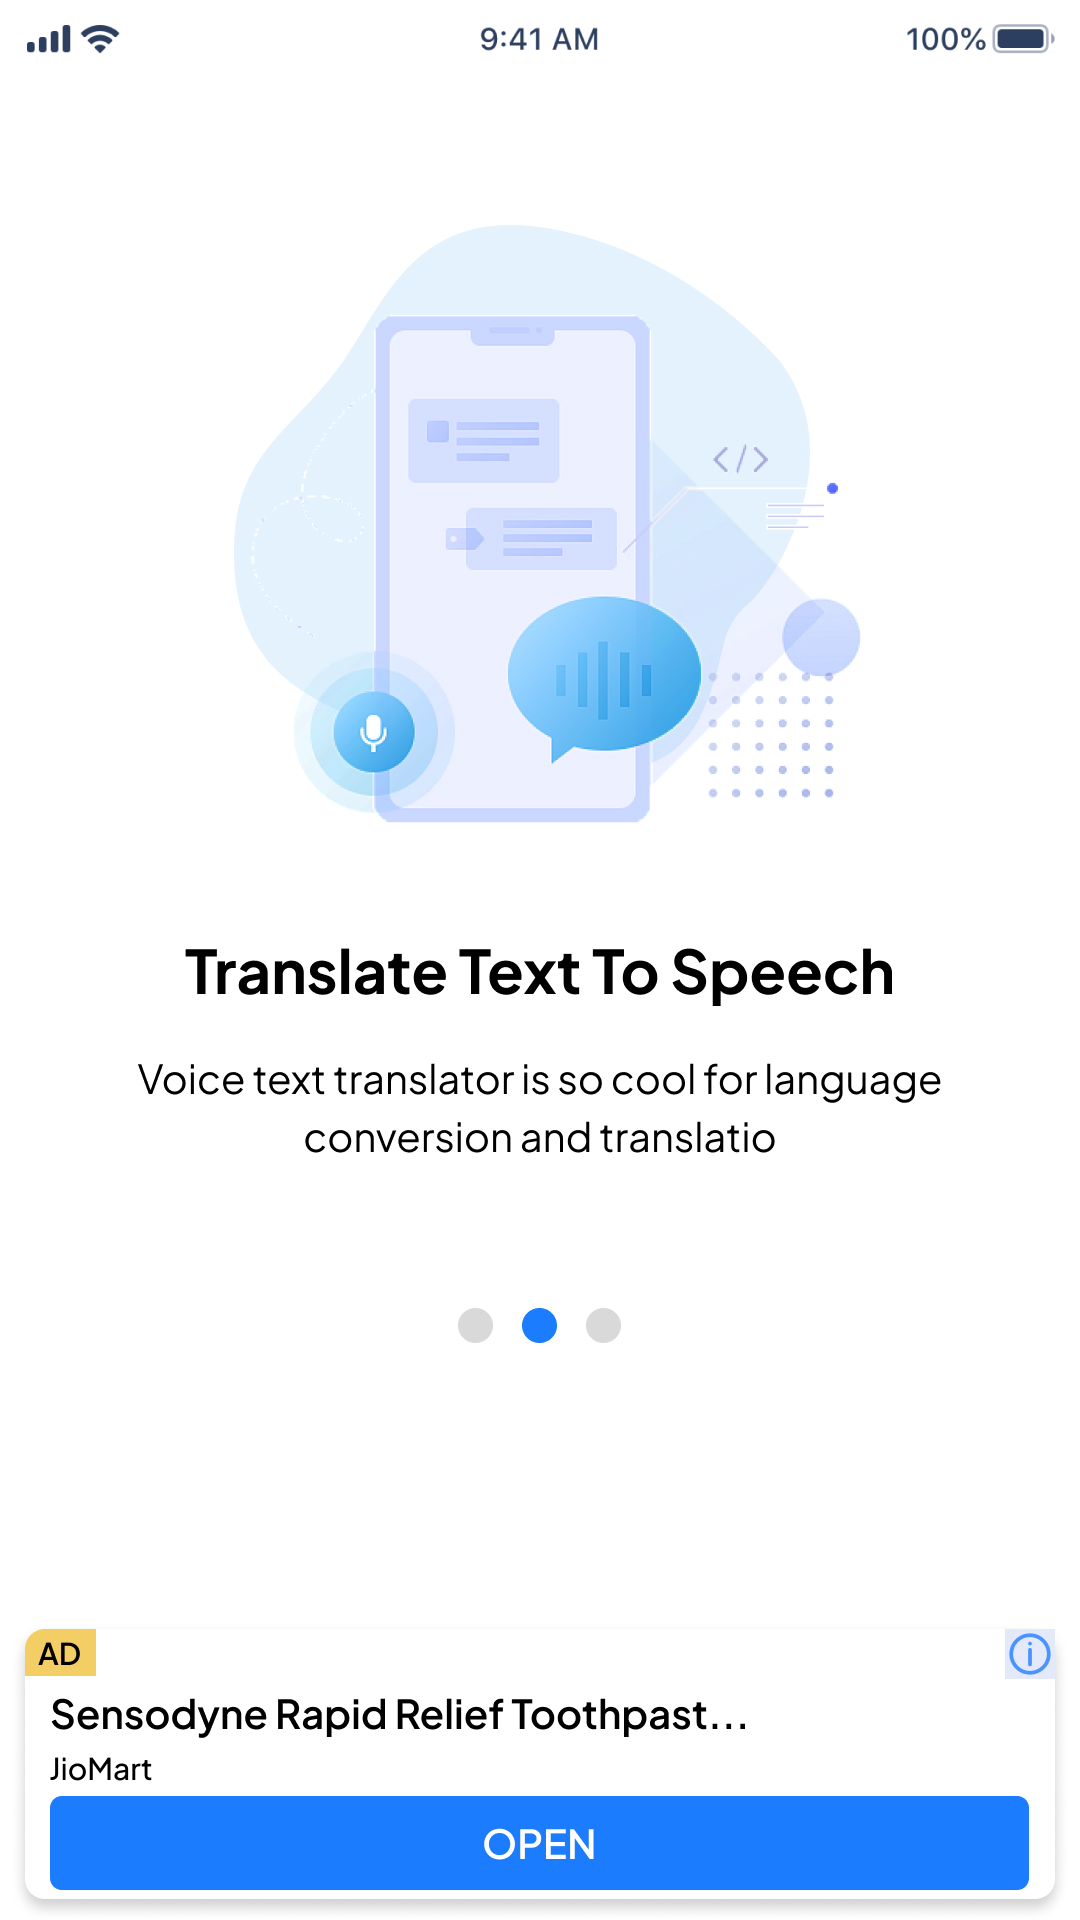 9:41 AM
100%
</>
Translate Text To Speech
Voice text translator is so cool for language
conversion and translatio
AD
Sensodyne Rapid Relief Toothpast...
JioMart
OPEN